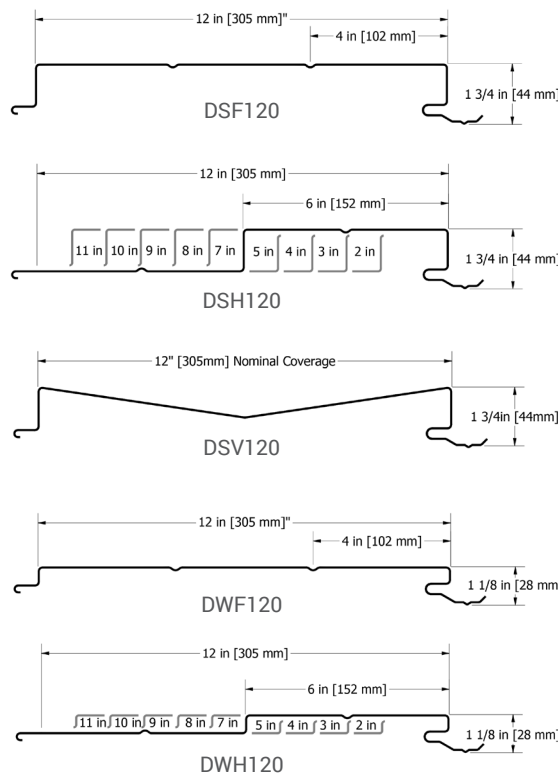 12 in [305 mm]"
4 in [102 mm]
1 3/4 in [44 mm]
DSF120
12 in [305 mm]
6 in [152 mm]
11 in 10 in 9 in 8 in 7 in 5 in 4 in 3 in 2 in
1 3/4 in [44 mm]
DSH120
12" [305mm] Nominal Coverage
1 3/4in [44mm]
DSV120
12 in [305 mm]"
4 in [102 mm]
1 1/8 in [28 mm
DWF120
12 in [305 mm]
6 in [152 mm]
11 in 10 in 9 in 8 in 7 in 5 in 4 in 3 in 2 in
1 1/8 in [28 mm]
DWH120